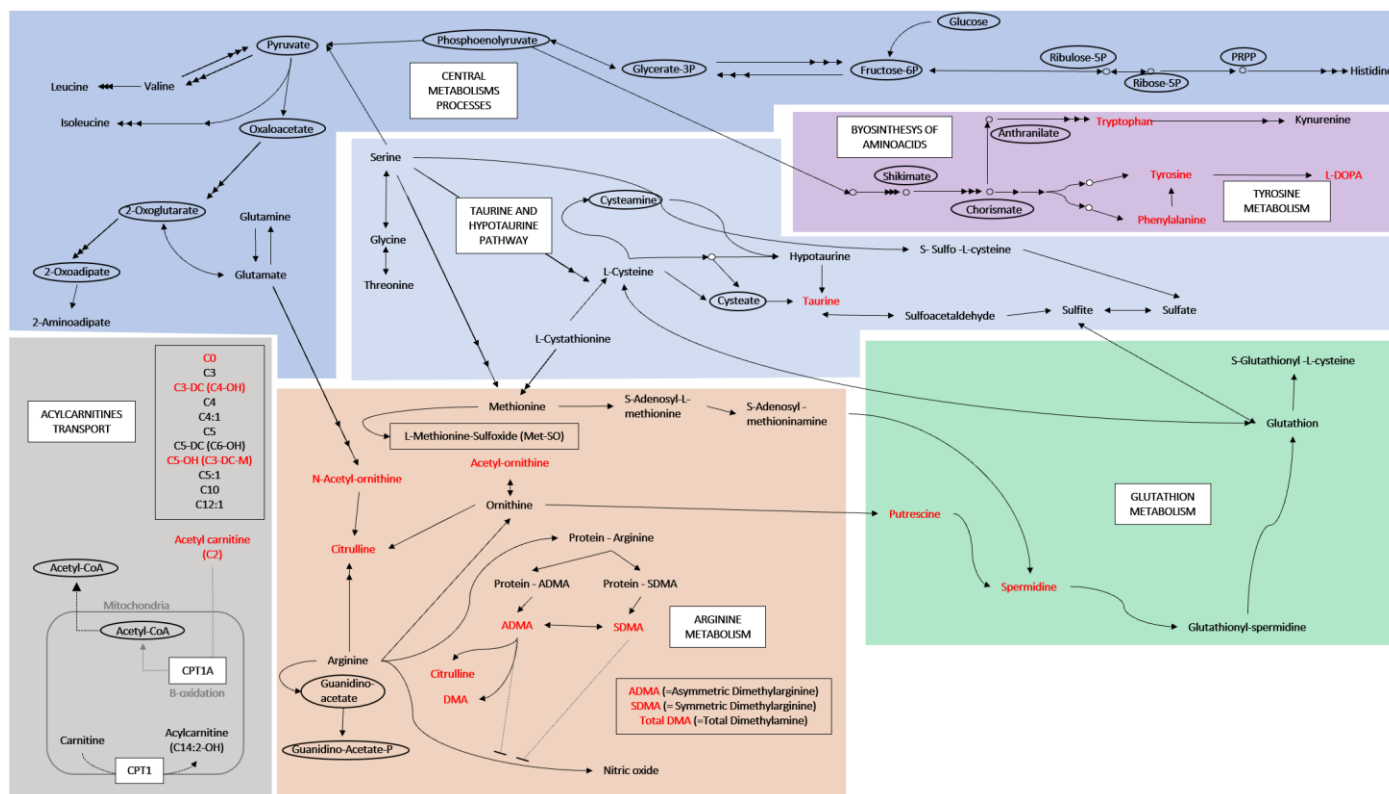 Glucose
Pyruvate
Phosphoenolyruvate
Glycerate-3P
Fructose-6P
Ribulose-5P
PRPP
Ribose-5P
Histidine
Leucine
Valine
CENTRAL
METABOLISMS
PROCESSES
Isoleucine
Oxaloacetate
BYOSINTHESYS OF
AMINOACIDS
Tryptophan
Kynurenine
Anthranilate
Serine
Shikimate
Tyrosine
L-DOPA
Chorismate
TYROSINE
METABOLISM
Phenylalanine
2-Oxoglutarate
Glutamine
TAURINE AND
HYPOTAURINE
PATHWAY
Cysteamine
Glycine
S- Sulfo -L-cysteine
Hypotaurine
2-Oxoadipate
Glutamate
Threonine
L-Cysteine
Cysteate
Taurine
2-Aminoadipate
Sulfoacetaldehyde
Sulfite
Sulfate
L-Cystathionine
ACYLCARNITINES
TRANSPORT
C0
C3
C3-DC (C4-OH)
C4
C4:1
C5
C5-DC (C6-OH)
C5-OH (C3-DC-M)
C5:1
C10
C12:1
S-Glutathionyl -L-cysteine
Methionine
S-Adenosyl-L-
methionine
S-Adenosyl -
methioninamine
Glutathion
L-Methionine-Sulfoxide (Met-SO)
N-Acetyl-ornithine
Acetyl-ornithine
Ornithine
GLUTATHION
METABOLISM
Putrescine
Acetyl carnitine
(C2)
Citrulline
Protein - Arginine
Acetyl-CoA
Protein - ADMA
Protein - SDMA
Spermidine
Mitochondria
Acetyl-CoA
ADMA
SDMA
ARGININE
METABOLISM
Glutathionyl-spermidine
CPT1A
B-oxidation
Arginine
Citrulline
Guanidino-
acetate
DMA
ADMA (=Asymmetric Dimethylarginine)
SDMA (= Symmetric Dimethylarginine)
Total DMA (=Total Dimethylamine)
Carnitine
Acylcarnitine
(C14:2-OH)
Guanidino-Acetate-P
CPT1
Nitric oxide